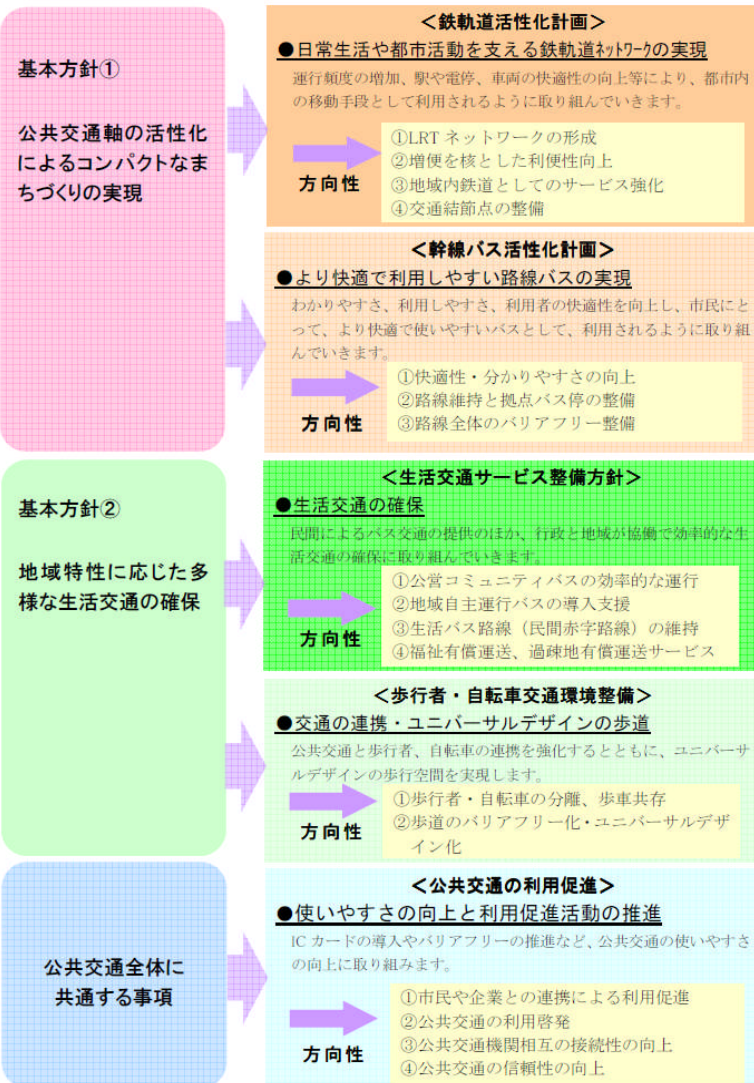 基本方針①
公共交通軸の活性化
によるコンパクトなま
ちづくりの実現
＜鉄軌道活性化計画＞
●日常生活や都市活動を支える鉄軌道ネットワークの実現
運行頻度の増加、駅や電停、車両の快適性の向上等により、都市内
の移動手段として利用されるように取り組んでいきます。
方向性
①LRT ネットワークの形成
②増便を核とした利便性向上
③地域内鉄道としてのサービス強化
④交通結節点の整備
＜幹線バス活性化計画＞
●より快適で利用しやすい路線バスの実現
わかりやすさ、利用しやすさ、利用者の快適性を向上し、市民にと
って、より快適で使いやすいバスとして、利用されるように取り組
んでいきます。
方向性
①快適性・分かりやすさの向上
②路線維持と拠点バス停の整備
③路線全体のバリアフリー整備
基本方針②
地域特性に応じた多
様な生活交通の確保
＜生活交通サービス整備方針＞
●生活交通の確保
民間によるバス交通の提供のほか、行政と地域が協働で効率的な生
活交通の確保に取り組んでいきます。
方向性
①公営コミュニティバスの効率的な運行
②地域自主運行バスの導入支援
③生活バス路線（民間赤字路線）の維持
④福祉有償運送、過疎地有償運送サービス
＜歩行者・自転車交通環境整備＞
●交通の連携・ユニバーサルデザインの歩道
公共交通と歩行者、自転車の連携を強化するとともに、ユニバーサ
ルデザインの歩行空間を実現します。
方向性
①歩行者・自転車の分離、歩車共存
②歩道のバリアフリー化・ユニバーサルデザ
イン化
公共交通全体に
共通する事項
＜公共交通の利用促進＞
●使いやすさの向上と利用促進活動の推進
IC カードの導入やバリアフリーの推進など、公共交通の使いやすさ
の向上に取り組みます。
方向性
①市民や企業との連携による利用促進
②公共交通の利用啓発
③公共交通機関相互の接続性の向上
④公共交通の信頼性の向上